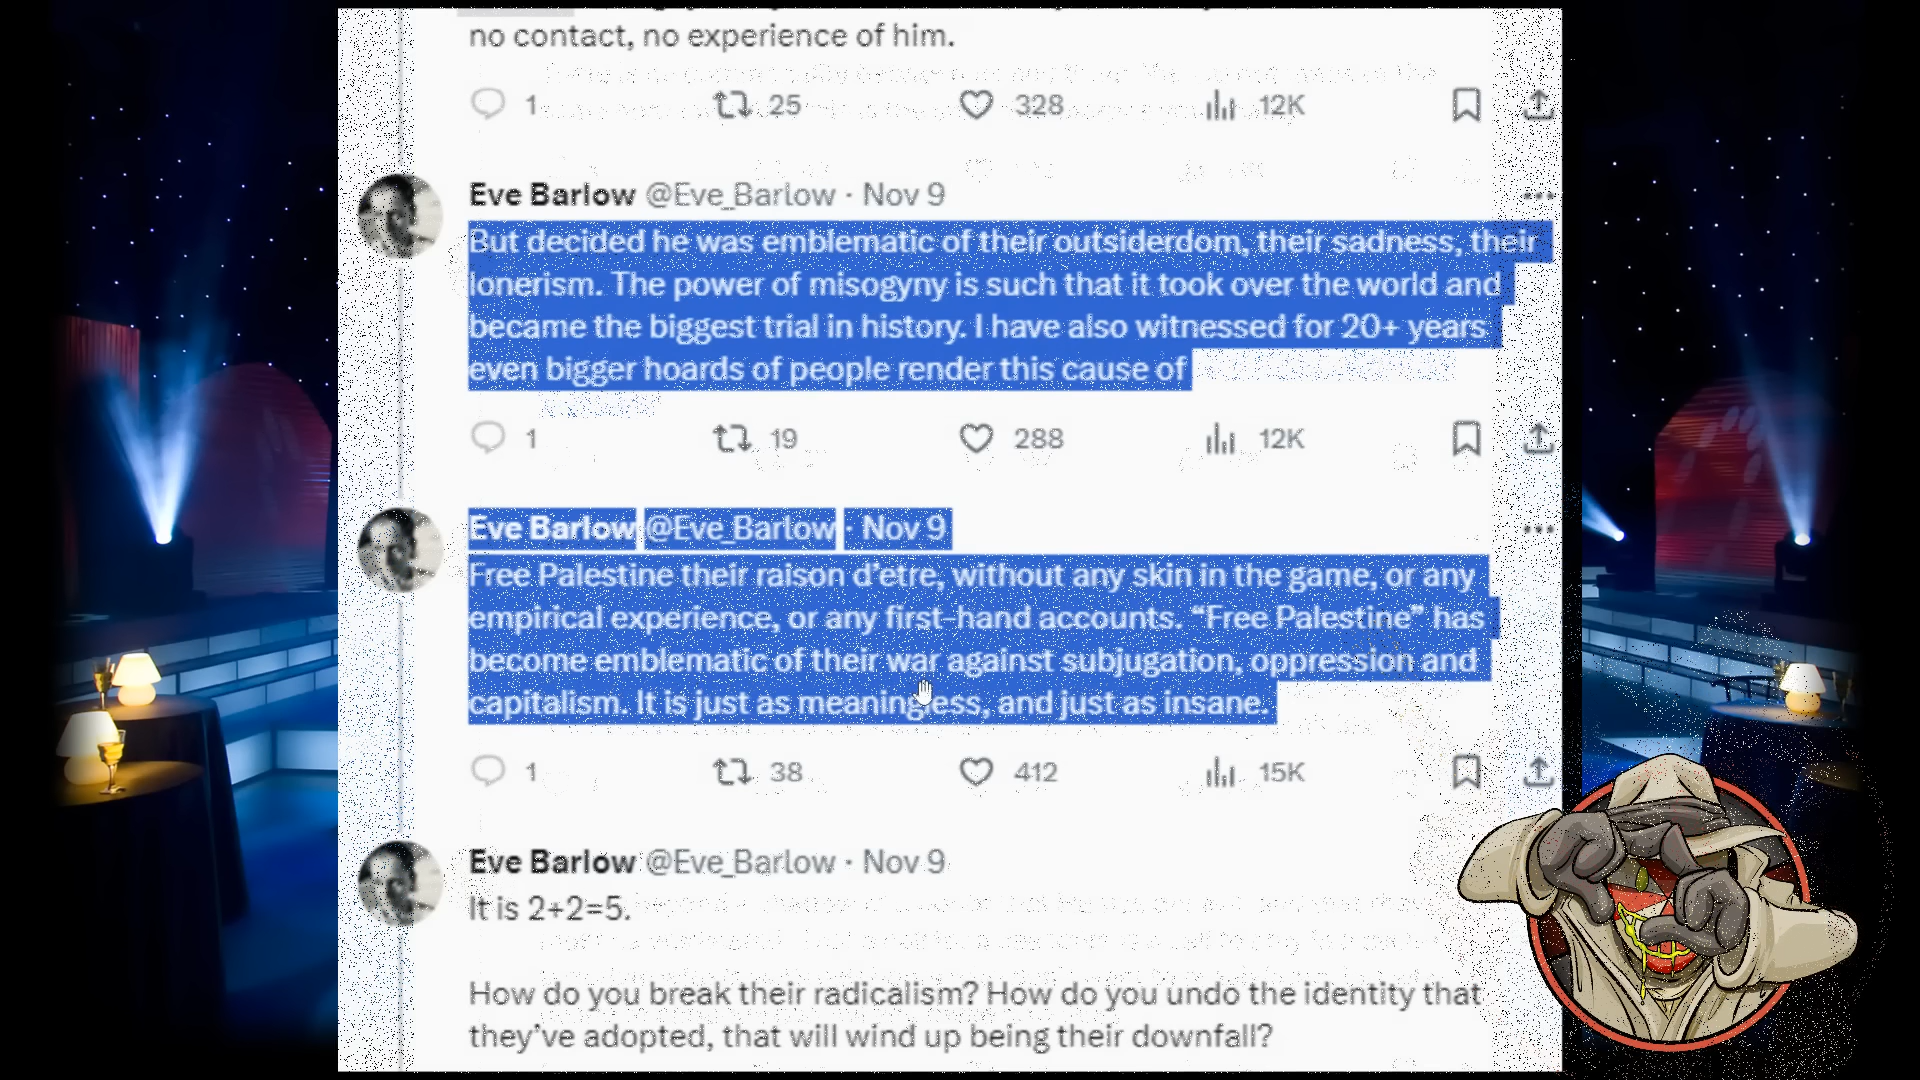 no contact, no experience of him.
1 25 328 12K
Eve Barlow @Eve_Barlow · Nov 9
But decided he was emblematic of their outsiderdom, their sadness, their
lonerism. The power of misogyny is such that it took over the world and
became the biggest trial in history. I have also witnessed for 20+ years
even bigger hoards of people render this cause of
1 19 288 12K
Eve Barlow @Eve_Barlow · Nov 9
Free Palestine their raison d’etre, without any skin in the game, or any
empirical experience, or any first-hand accounts. “Free Palestine” has
become emblematic of their war against subjugation, oppression and
capitalism. It is just as meaningless, and just as insane.
1 38 412 15K
Eve Barlow @Eve_Barlow · Nov 9
It is 2+2=5.
How do you break their radicalism? How do you undo the identity that
they’ve adopted, that will wind up being their downfall?